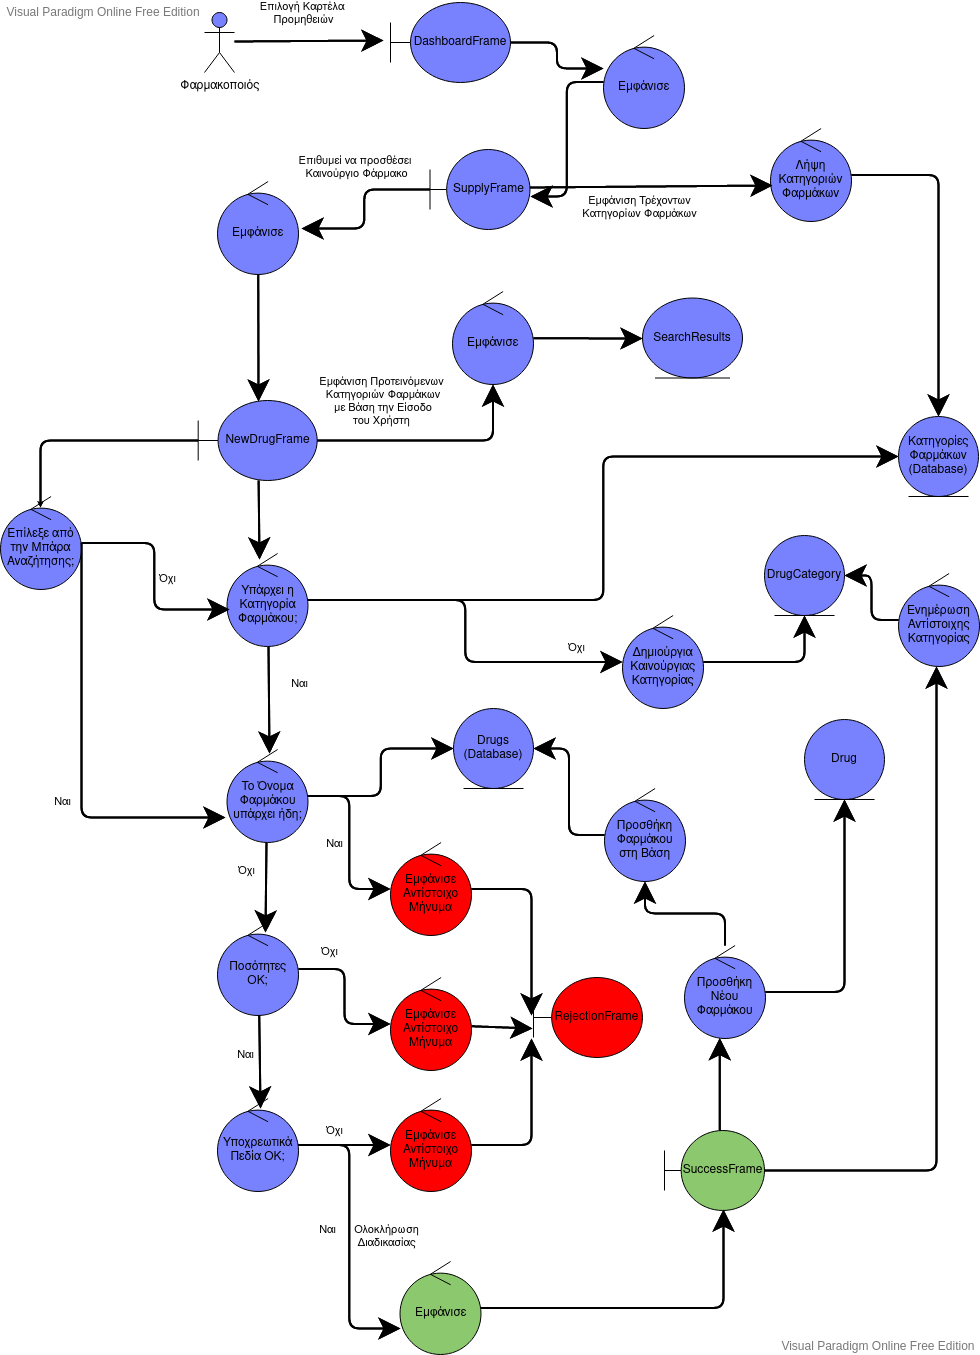 Visual Paradigm Online Free Edition
Επιλογή Καρτέλα
Προμηθειών
DashboardFrame
Φαρμακοποιός
Εμφάνισε
Επιθυμεί να προσθέσει
Καινούργιο Φάρμακο
SupplyFrame
Λήψη
Κατηγοριών
Φαρμάκων
Εμφάνιση Τρέχοντων
Κατηγορίων Φαρμάκων
Εμφάνισε
Εμφάνισε
SearchResults
Εμφάνιση Προτεινόμενων
Κατηγοριών Φαρμάκων
με Βάση την Είσοδο
του Χρήστη
NewDrugFrame
Κατηγορίες
Φαρμάκων
(Database)
Επίλεξε από
την Μπάρα
Αναζήτησης;
Όχι
Υπάρχει η
Κατηγορία
Φαρμάκου;
DrugCategory
Ενημέρωση
Αντίστοιχης
Κατηγορίας
Όχι
Δημιούργια
Καινούργιας
Κατηγορίας
Ναι
Drugs
(Database)
Drug
Ναι
Το Όνομα
Φαρμάκου
υπάρχει ήδη;
Ναι
Προσθήκη
Φαρμάκου
στη Βάση
Όχι
Εμφάνισε
Αντίστοιχο
Μήνυμα
Όχι
Ποσότητες
ΟΚ;
Προσθήκη
Νέου
Φαρμάκου
Εμφάνισε
Αντίστοιχο
Μήνυμα
RejectionFrame
Ναι
Όχι
Υποχρεωτικά
Πεδία ΟΚ;
Εμφάνισε
Αντίστοιχο
Μήνυμα
SuccessFrame
Ναι
Ολοκλήρωση
Διαδικασίας
Εμφάνισε
Visual Paradigm Online Free Edition